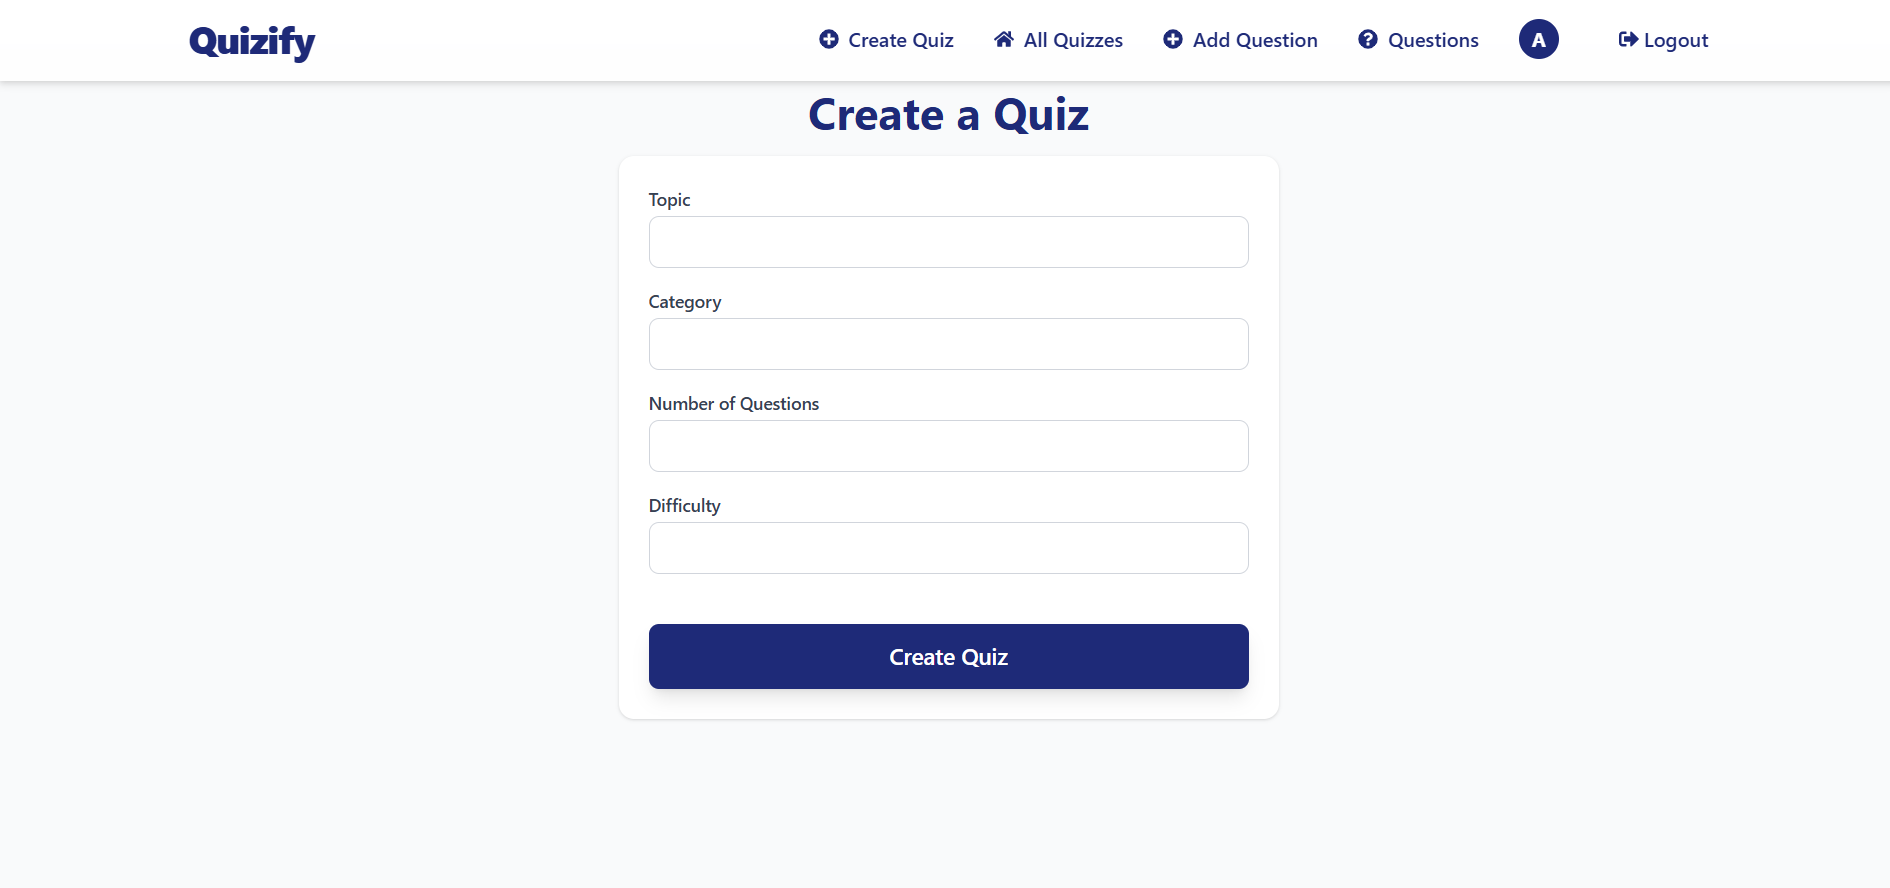 Quizify
Create Quiz
All Quizzes
Add Question
Questions
A
Logout
Create a Quiz
Topic
Category
Number of Questions
Difficulty
Create Quiz